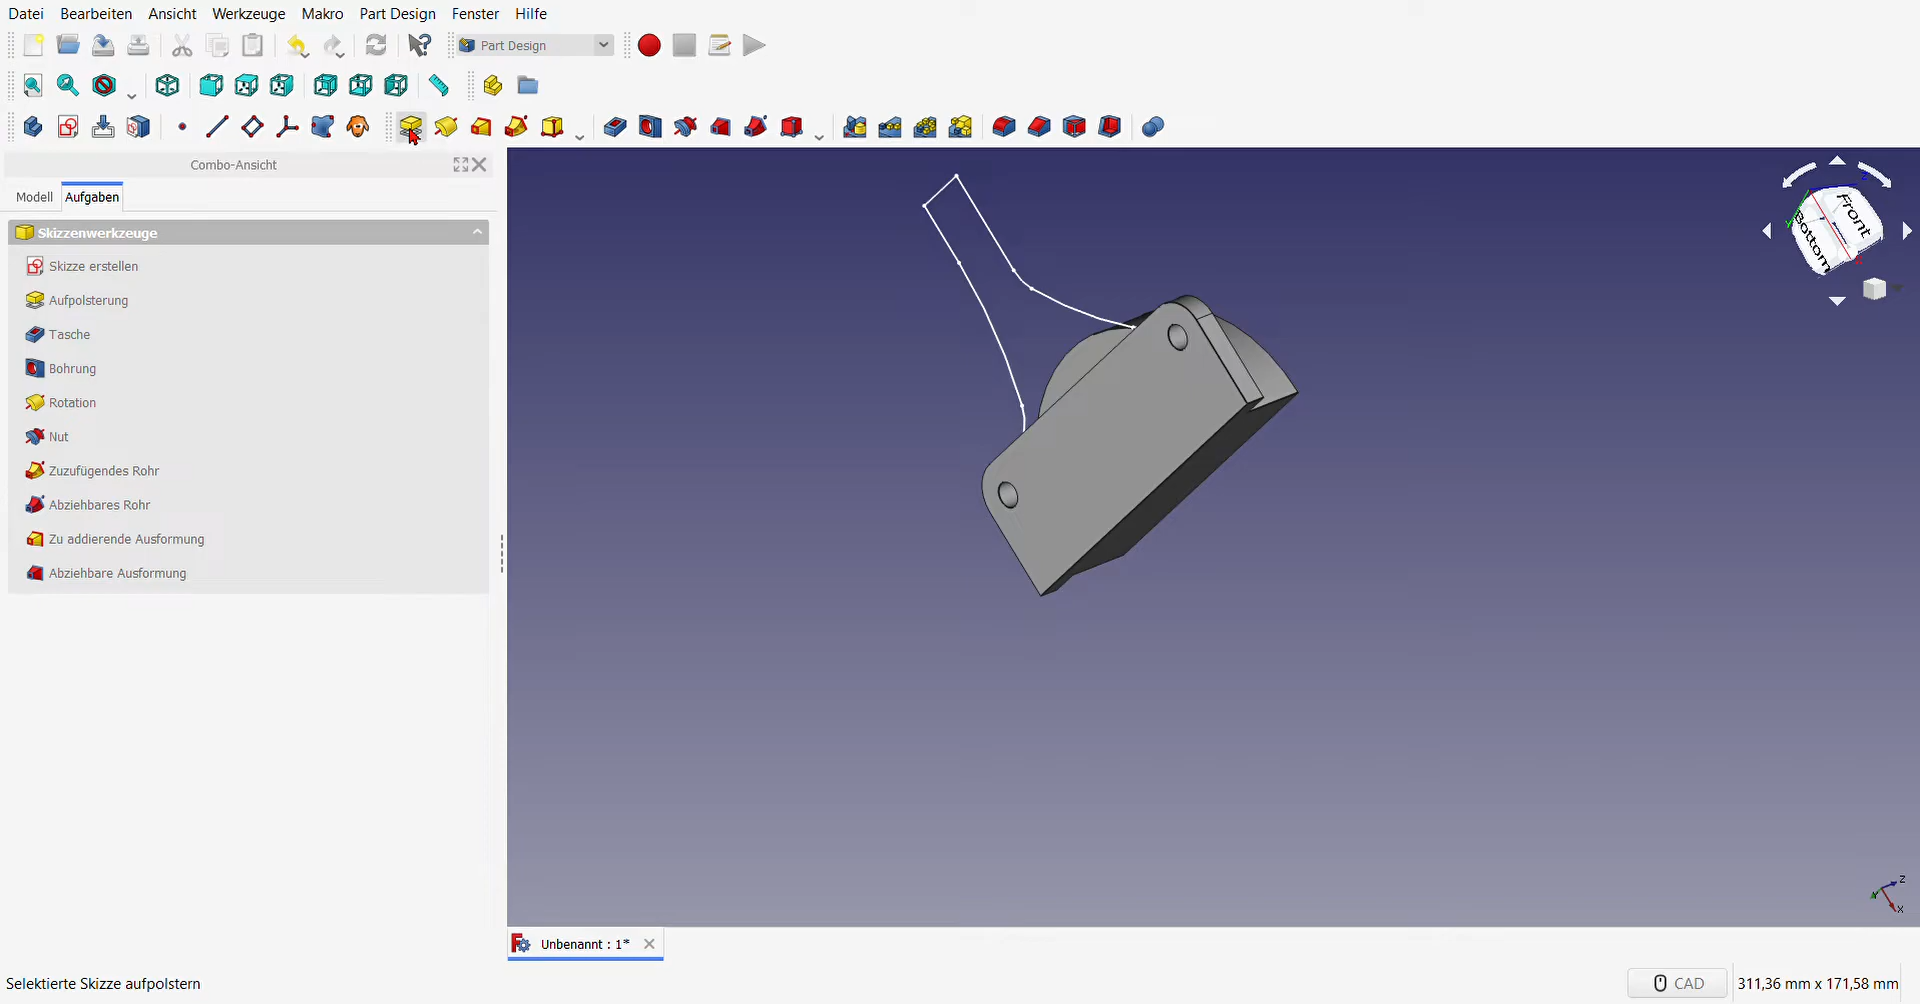 Datei Bearbeiten Ansicht Werkzeuge Makro Part Design Fenster Hilfe
Part Design
Combo-Ansicht
Modell Aufgaben
Skizzenwerkzeuge
Skizze erstellen
Aufpolsterung
Tasche
Bohrung
Rotation
Nut
Zuzufügendes Rohr
Abziehbares Rohr
Zu addierende Ausformung
Abziehbare Ausformung
Front
Bottom
Z
Y
X
Z
Y
X
Unbenannt : 1*
Selektierte Skizze aufpolstern
CAD
311,36 mm x 171,58 mm